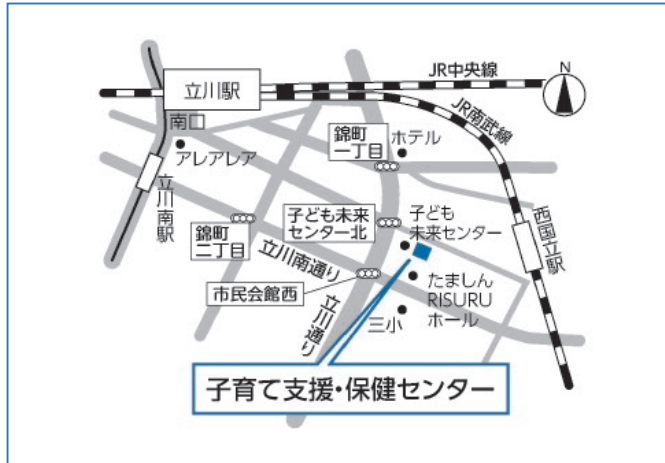 JR中央線
N
立川駅
JR南武線
南口
錦町
一丁目
ホテル
アレアレア
立川南駅
子ども未来
センター北
子ども
未来センター
西国立駅
錦町
二丁目
立川南通り
市民会館西
たましん
RISURU
ホール
立川通り
三小
子育て支援・保健センター